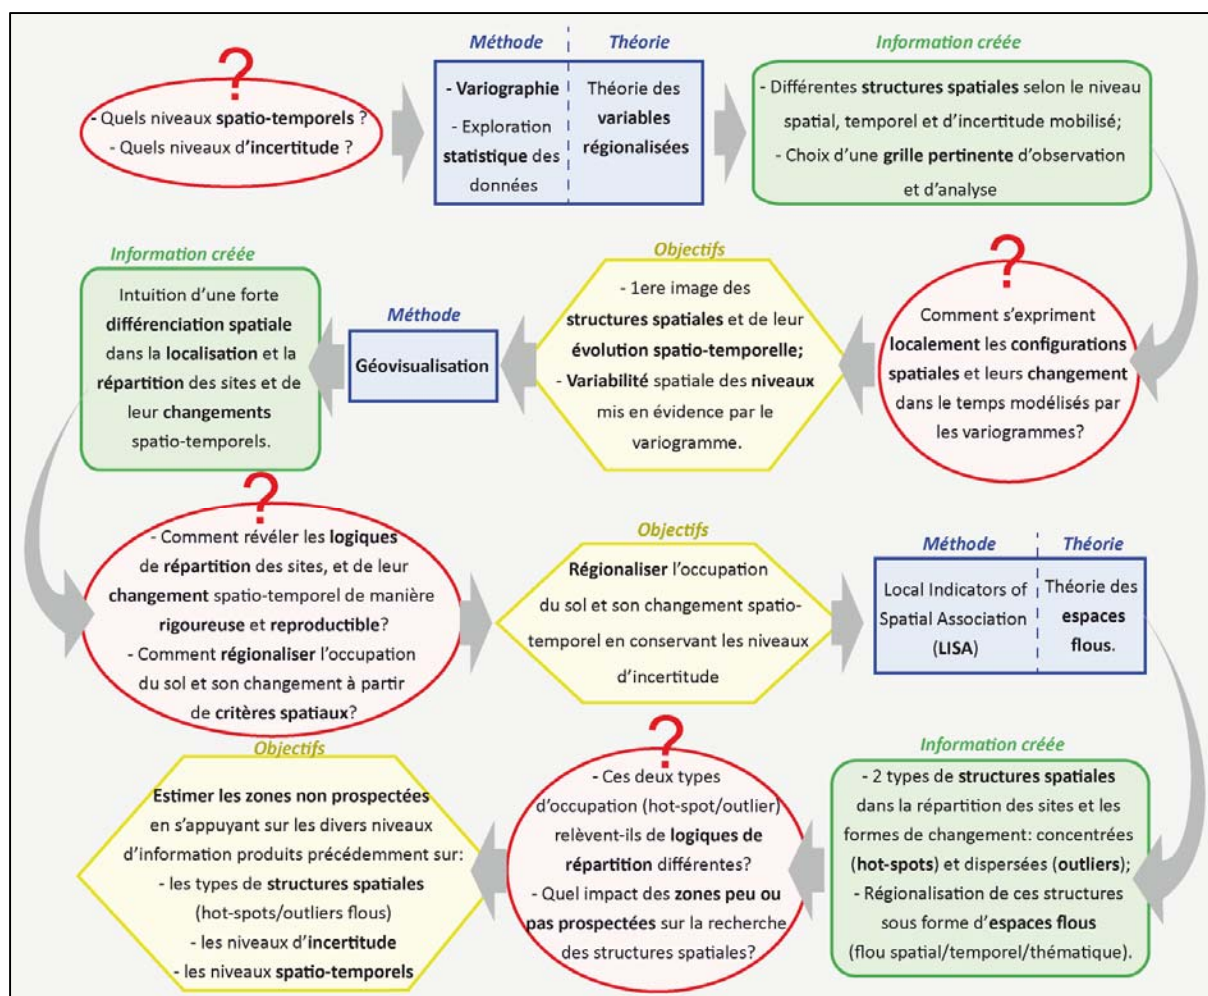 ?
- Quels niveaux spatio-temporels ?
- Quels niveaux d'incertitude ?
Méthode
Théorie
- Variographie
- Exploration
statistique des
données
Théorie des
variables
régionalisées
Information créée
- Différentes structures spatiales selon le niveau
spatial, temporel et d'incertitude mobilisé;
- Choix d'une grille pertinente d'observation
et d'analyse
?
Comment s'expriment
localement les configurations
spatiales et leurs changement
dans le temps modélisés par
les variogrammes?
Objectifs
- 1ere image des
structures spatiales et de leur
évolution spatio-temporelle;
- Variabilité spatiale des niveaux
mis en évidence par le
variogramme.
Méthode
Géovisualisation
Information créée
Intuition d'une forte
différenciation spatiale
dans la localisation et la
répartition des sites et de
leur changements
spatio-temporels.
?
- Comment révéler les logiques
de répartition des sites, et de leur
changement spatio-temporel de manière
rigoureuse et reproductible?
- Comment régionaliser l'occupation
du sol et son changement à partir
de critères spatiaux?
Objectifs
Régionaliser l'occupation
du sol et son changement spatio-
temporel en conservant les niveaux
d'incertitude
Méthode
Théorie
Local Indicators of
Spatial Association
(LISA)
Théorie des
espaces
flous.
Information créée
- 2 types de structures spatiales
dans la répartition des sites et les
formes de changement: concentrées
(hot-spots) et dispersées (outliers);
- Régionalisation de ces structures
sous forme d'espaces flous
(flou spatial/temporel/thématique).
?
- Ces deux types
d'occupation (hot-spot/outlier)
relèvent-ils de logiques de
répartition différentes?
- Quel impact des zones peu ou
pas prospectées sur la recherche
des structures spatiales?
Objectifs
Estimer les zones non prospectées
en s'appuyant sur les divers niveaux
d'information produits précédemment sur:
- les types de structures spatiales
(hot-spots/outliers flous)
- les niveaux d'incertitude
- les niveaux spatio-temporels